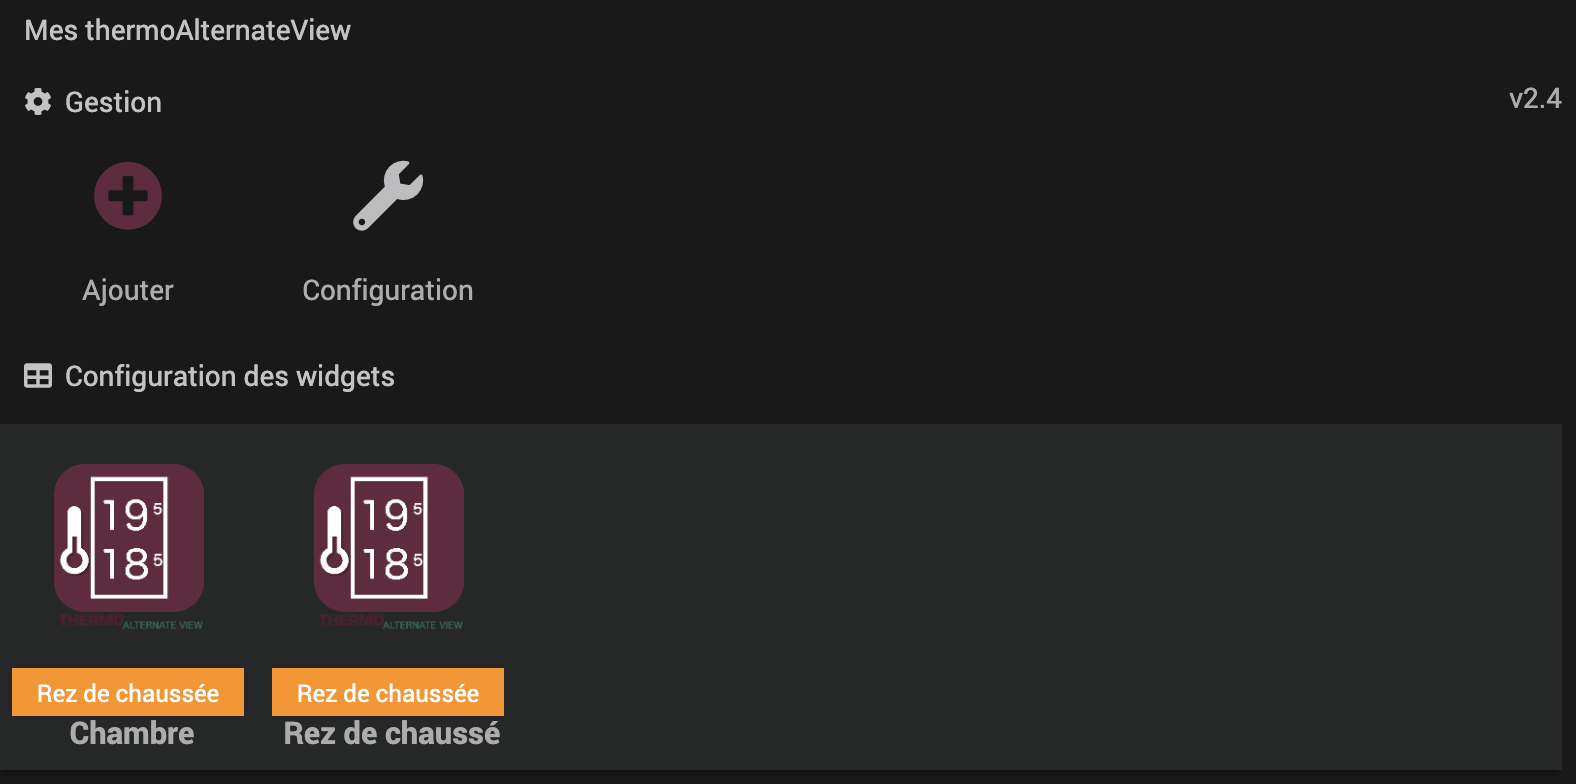 Mes thermoAlternateView
Gestion
v2.4
Ajouter
Configuration
Configuration des widgets
19 5
18 5
THERMO ALTERNATE VIEW
19 5
18 5
THERMO ALTERNATE VIEW
Rez de chaussée
Chambre
Rez de chaussée
Rez de chaussé